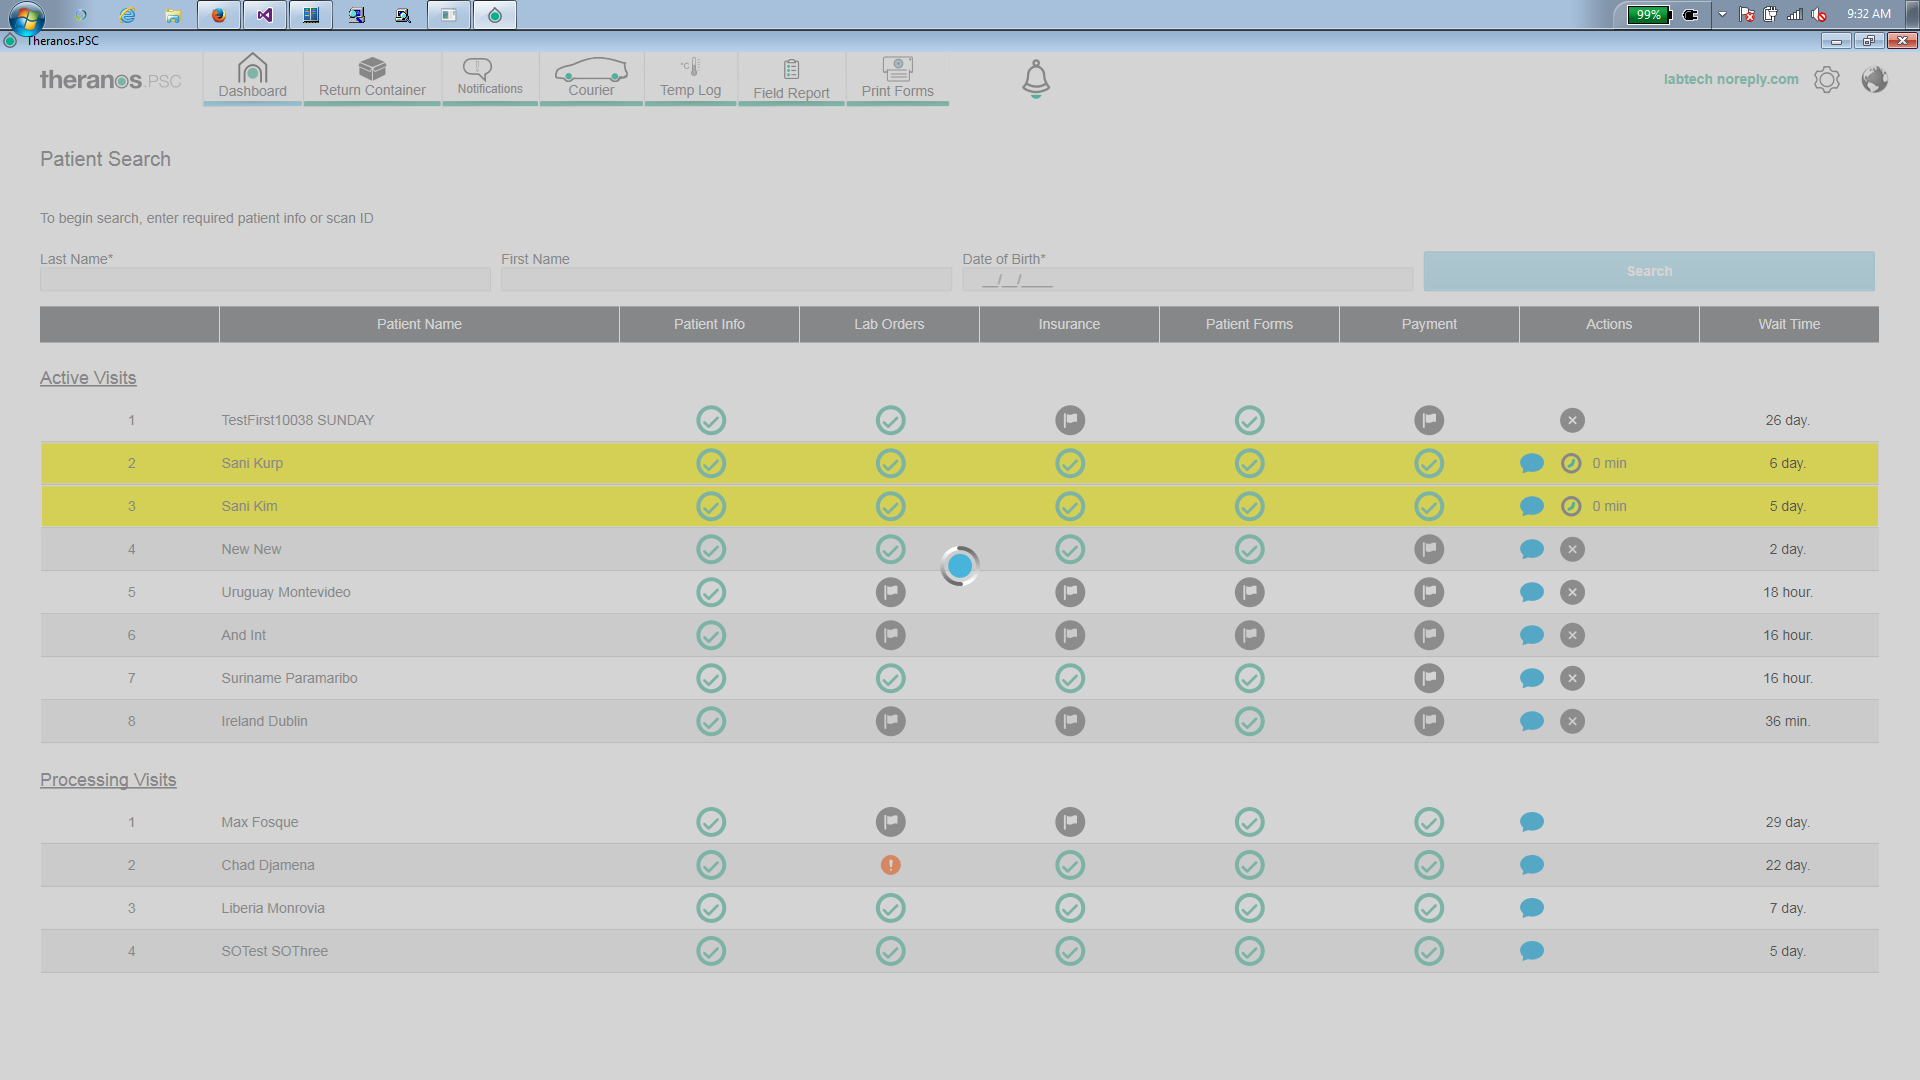 99%
9:32 AM
Theranos.PSC
theranos.PSC
Dashboard
Return Container
Notifications
Courier
°C
Temp Log
Field Report
Print Forms
labtech noreply.com
Patient Search
To begin search, enter required patient info or scan ID
Last Name*
First Name
Date of Birth*
__/__/____
Search
Patient Name Patient Info Lab Orders Insurance Patient Forms Payment Actions Wait Time
Active Visits
1 TestFirst10038 SUNDAY 26 day.
2 Sani Kurp 0 min 6 day.
3 Sani Kim 0 min 5 day.
4 New New 2 day.
5 Uruguay Montevideo 18 hour.
6 And Int 16 hour.
7 Suriname Paramaribo 16 hour.
8 Ireland Dublin 36 min.
Processing Visits
1 Max Fosque 29 day.
2 Chad Djamena 22 day.
3 Liberia Monrovia 7 day.
4 SOTest SOThree 5 day.